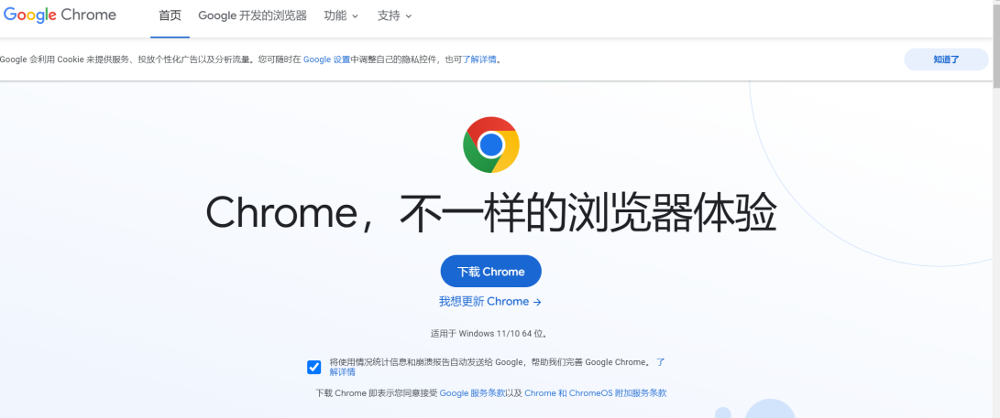 Google Chrome 首页 Google 开发的浏览器 功能 支持
Google 会利用 Cookie 来提供服务、投放个性化广告以及分析流量。您可随时在 Google 设置中调整自己的隐私控件，也可了解详情。 知道了
Chrome，不一样的浏览器体验
下载 Chrome
我想更新 Chrome →
适用于 Windows 11/10 64 位。
将使用情况统计信息和崩溃报告自动发送给 Google，帮助我们完善 Google Chrome。 了
解详情
下载 Chrome 即表示您同意接受 Google 服务条款以及 Chrome 和 ChromeOS 附加服务条款